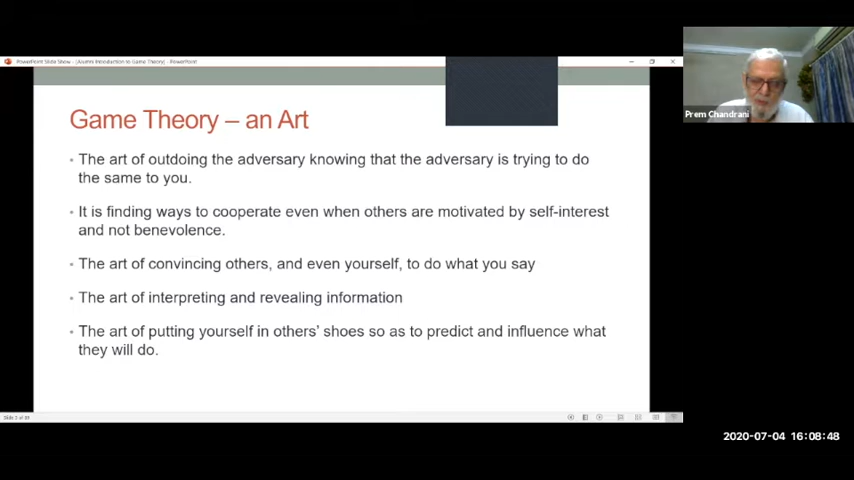 PowerPoint Slide Show - [Alumni Introduction to Game Theory] - PowerPoint
Game Theory – an Art
• The art of outdoing the adversary knowing that the adversary is trying to do
the same to you.
• It is finding ways to cooperate even when others are motivated by self-interest
and not benevolence.
• The art of convincing others, and even yourself, to do what you say
• The art of interpreting and revealing information
• The art of putting yourself in others' shoes so as to predict and influence what
they will do.
Prem Chandrani
2020-07-04 16:08:48